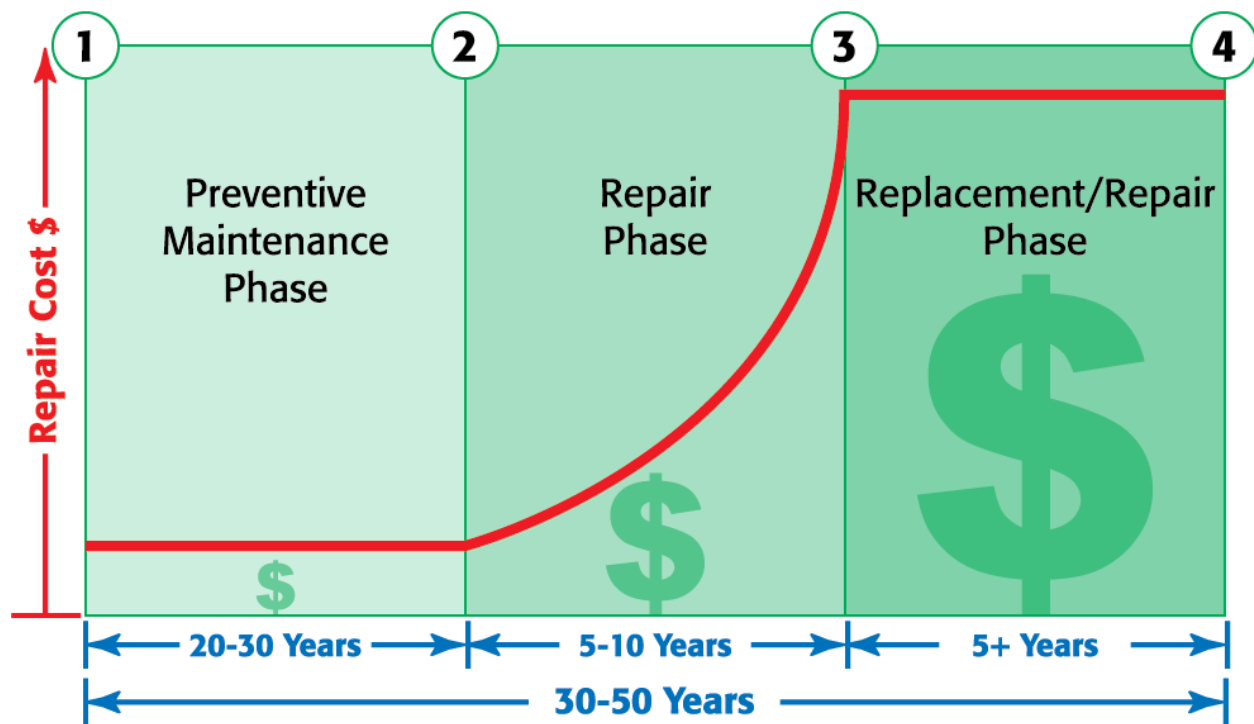 1
2
3
4
Repair Cost $
Preventive
Maintenance
Phase
Repair
Phase
Replacement/Repair
Phase
$
$
$
20-30 Years
5-10 Years
5+ Years
30-50 Years